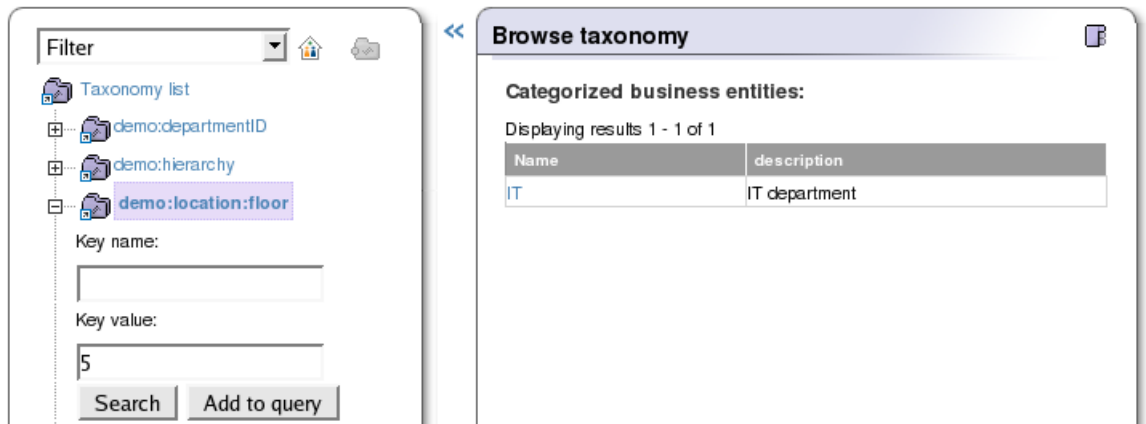 Filter
Taxonomy list
demo:departmentID
demo:hierarchy
demo:location:floor
Key name:
Key value:
5
Search Add to query
«
Browse taxonomy
Categorized business entities:
Displaying results 1 - 1 of 1
Name description
IT IT department